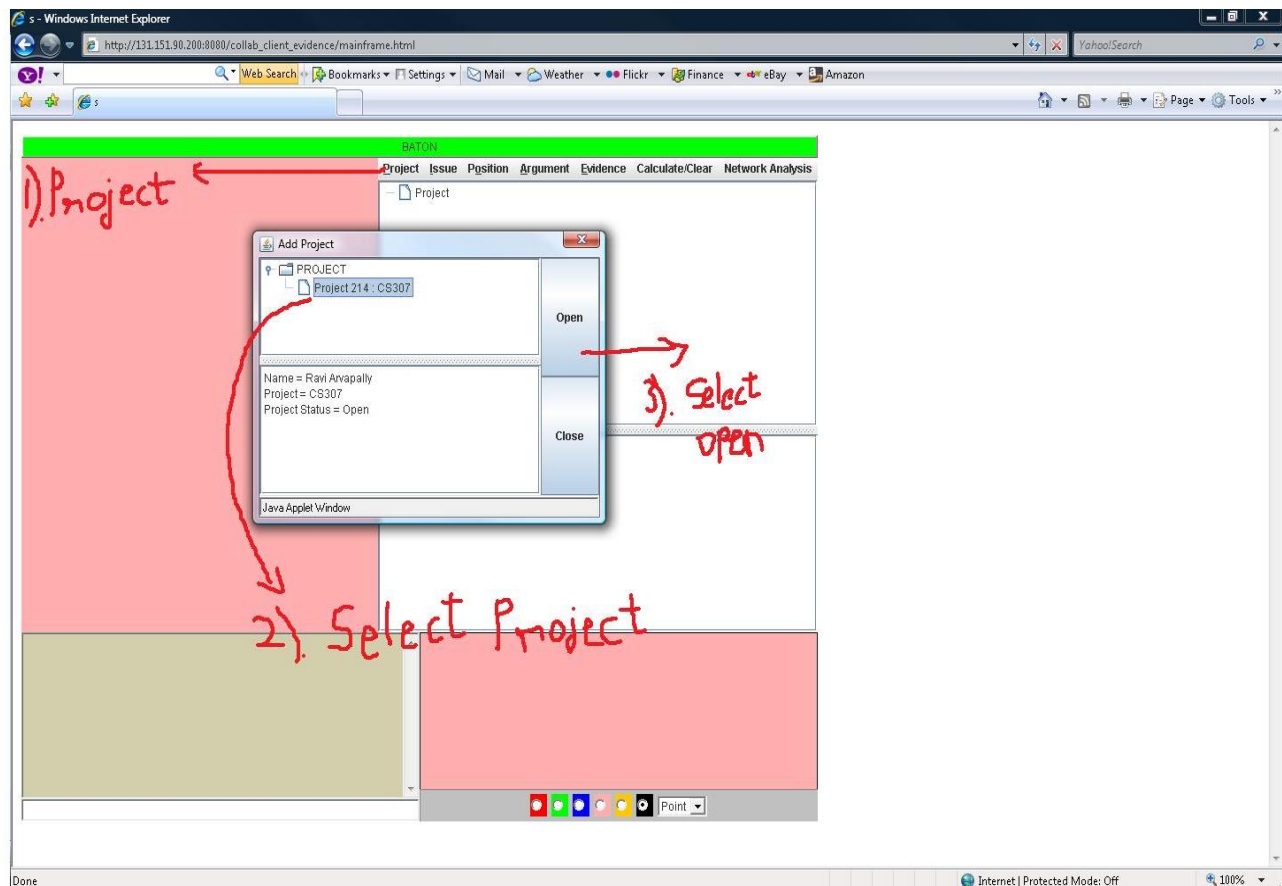 s - Windows Internet Explorer
http://131.151.90.200:8080/collab_client_evidence/mainframe.html
Yahoo!Search
Y!
Web Search
Bookmarks
Settings
Mail
Weather
Flickr
Finance
eBay
Amazon
s
Page
Tools
BATON
1). Project
Project Issue Position Argument Evidence Calculate/Clear Network Analysis
Project
Add Project
PROJECT
Project 214 : CS307
Open
Name = Ravi Arvapally
Project = CS307
Project Status = Open
Close
Java Applet Window
3). Select
open
2). Select Project
Point
Done
Internet | Protected Mode: Off
100%